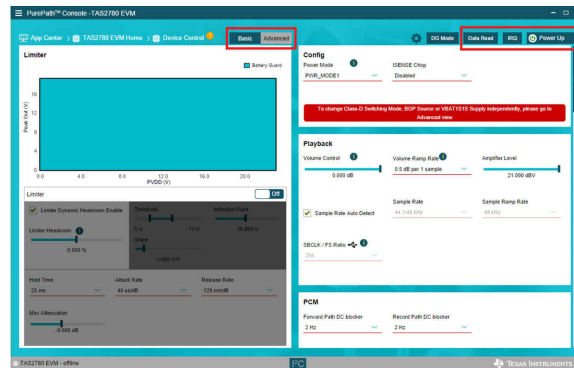 PurePath™ Console -TAS2780 EVM
App Center
TAS2780 EVM Home
Device Control
Basic
Advanced
DG Mode
Data Read
IRQ
Power Up
Limiter
Battery Guard
Peak Out (V)
16
12
8
4
0
0.0 4.0 8.0 12.0 16.0 20.0
PVDD (V)
Limiter
Off
Limiter Dynamic Headroom Enable
Threshold
Inflection Point
5 V 13 V
Limiter Headroom
Slope
0.000 %
Hold Time
Attack Rate
Release Rate
25 ms
40 us/dB
120 ms/dB
Max Attenuation
-9.000 dB
Config
Power Mode
ISENSE Chop
PWR_MODE1
Disabled
To change Class-D Switching Mode, BOP Source or VBAT1S1S Supply independently, please go to
Advanced view
Playback
Volume Control
Volume Ramp Rate
Amplifier Level
0.5 dB per 1 sample
0.000 dB
21.000 dBV
Sample Rate
Sample Ramp Rate
Sample Rate Auto Detect
44.1/48 kHz
48 kHz
SBCLK / FS Ratio
256
PCM
Forward Path DC blocker
Record Path DC blocker
2 Hz
2 Hz
TAS2780 EVM - offline
I²C
TEXAS INSTRUMENTS